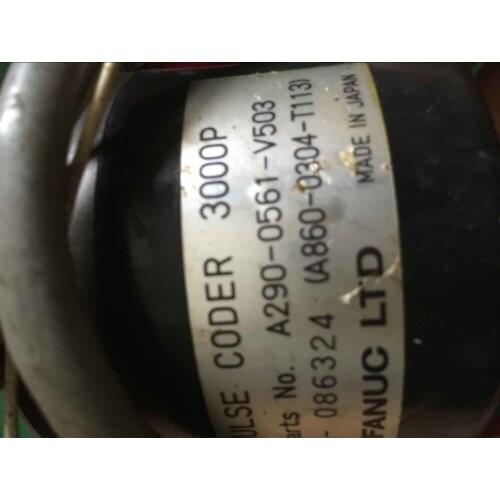 ULSE CODER 3000P
arts No. A290-0561-V503
- 086324 (A860-0304-T113)
FANUC LTD MADE IN JAPAN